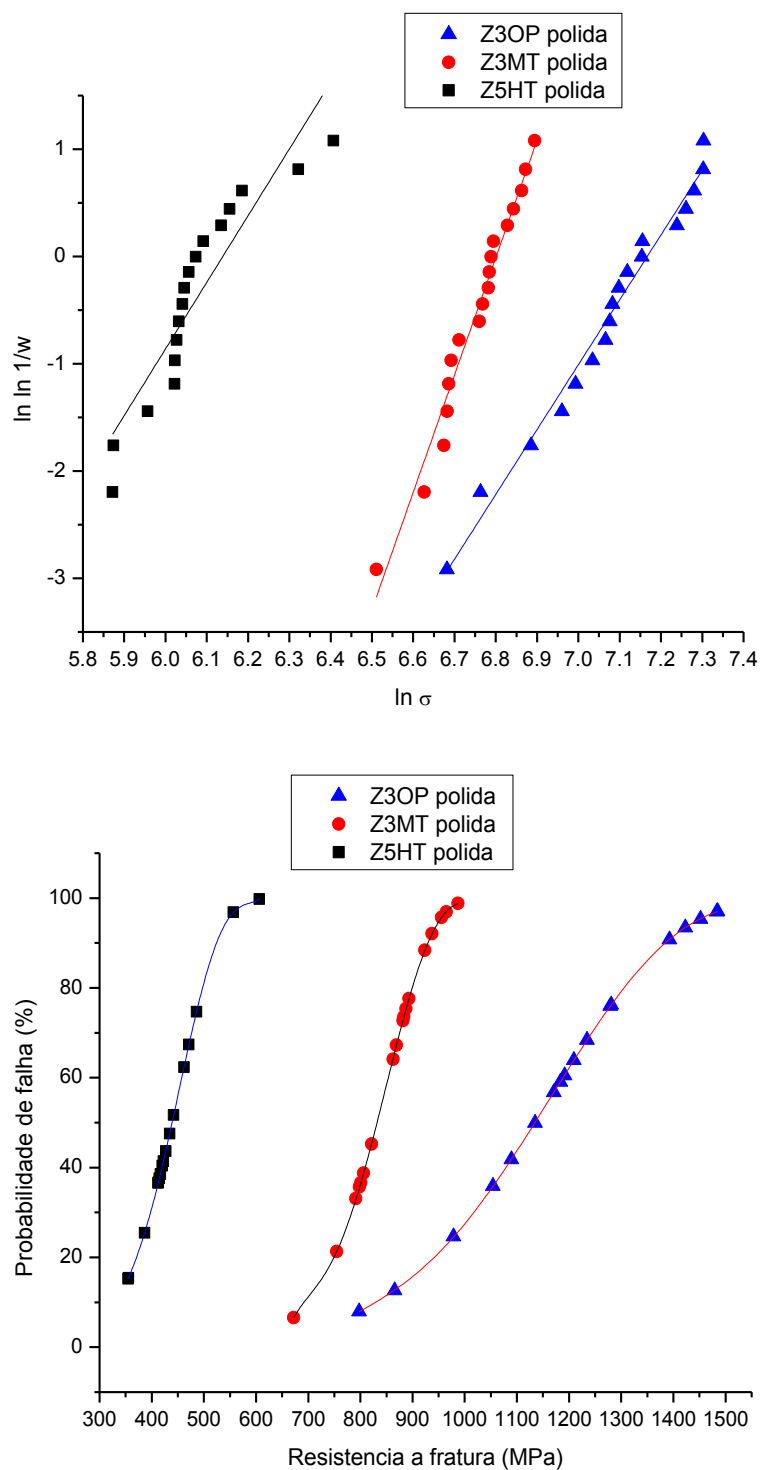 Z3OP polida
Z3MT polida
Z5HT polida
ln ln 1/w
1
0
-1
-2
-3
5.8 5.9 6.0 6.1 6.2 6.3 6.4 6.5 6.6 6.7 6.8 6.9 7.0 7.1 7.2 7.3 7.4
ln σ
Z3OP polida
Z3MT polida
Z5HT polida
Probabilidade de falha (%)
100
80
60
40
20
0
300 400 500 600 700 800 900 1000 1100 1200 1300 1400 1500
Resistencia a fratura (MPa)